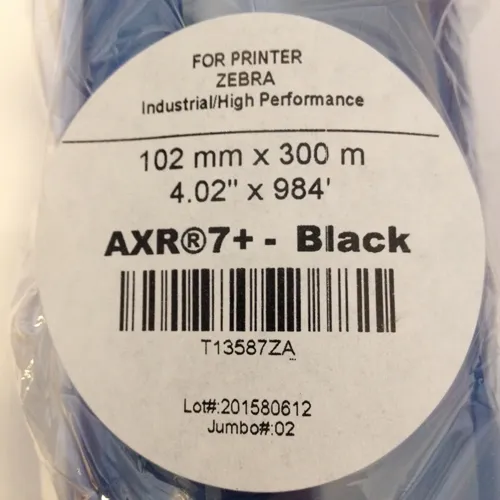 FOR PRINTER
ZEBRA
Industrial/High Performance
102 mm x 300 m
4.02" x 984'
AXR®7+ - Black
T13587ZA
Lot#:201580612
Jumbo#:02